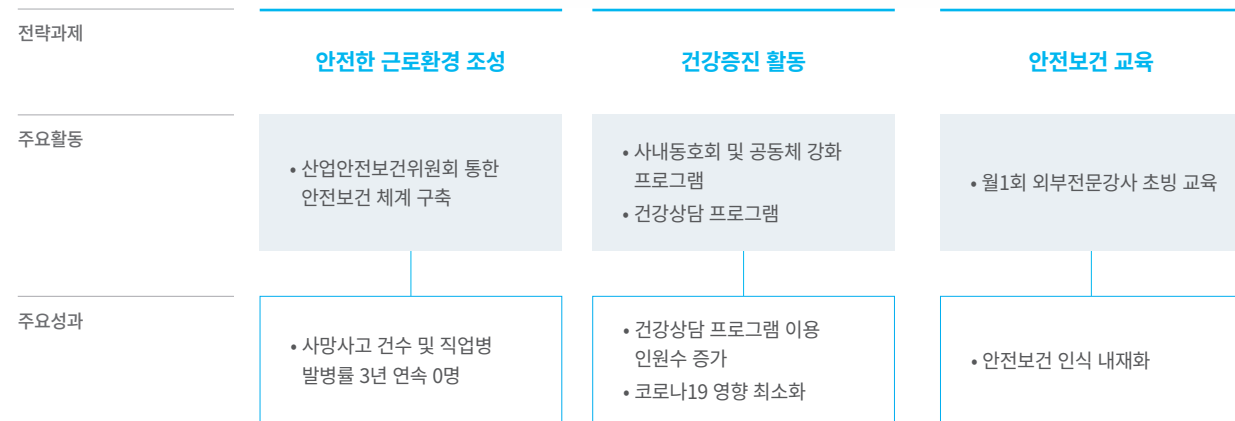 전략과제
안전한 근로환경 조성
건강증진 활동
안전보건 교육
주요활동
• 산업안전보건위원회 통한
안전보건 체계 구축
• 사내동호회 및 공동체 강화
프로그램
• 건강상담 프로그램
• 월1회 외부전문강사 초빙 교육
주요성과
• 사망사고 건수 및 직업병
발병률 3년 연속 0명
• 건강상담 프로그램 이용
인원수 증가
• 코로나19 영향 최소화
• 안전보건 인식 내재화